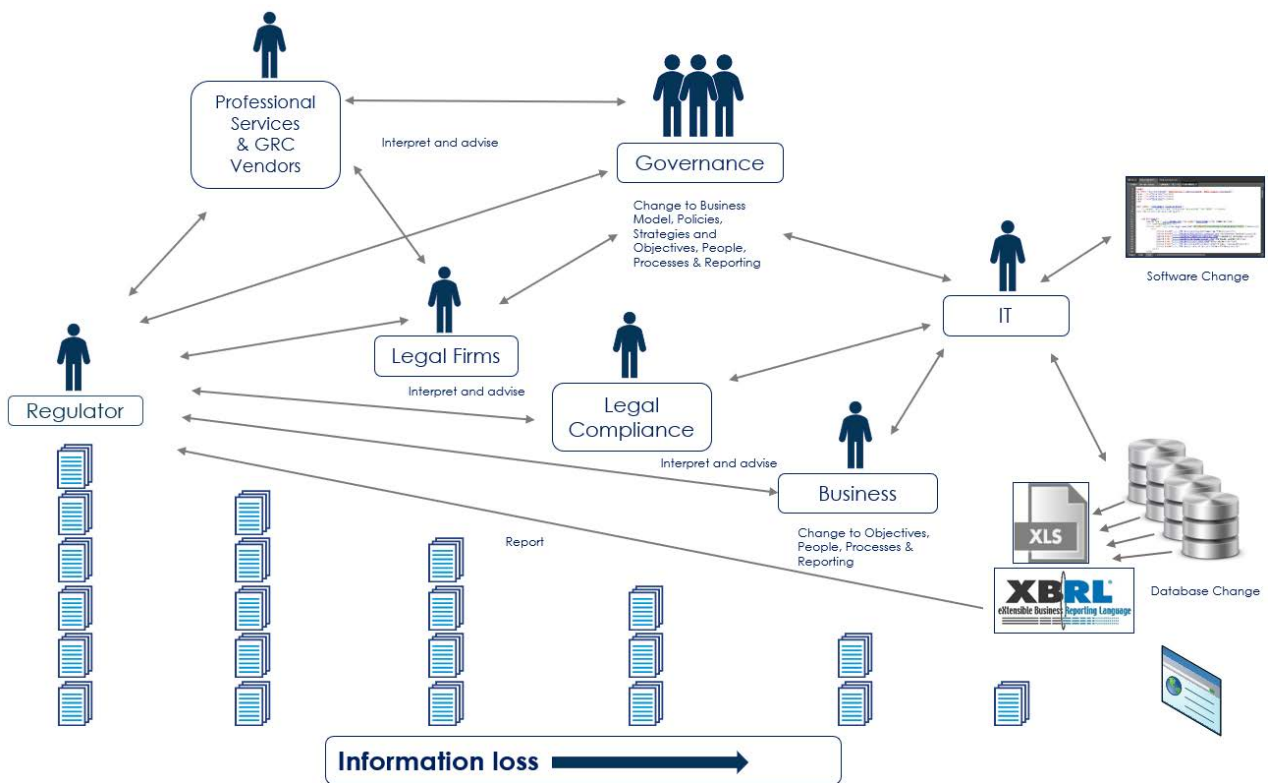 Professional
Services
& GRC
Vendors
Interpret and advise
Governance
Change to Business
Model, Policies,
Strategies and
Objectives, People,
Processes & Reporting
Software Change
IT
Legal Firms
Interpret and advise
Regulator
Legal
Compliance
Interpret and advise
Business
Change to Objectives,
People, Processes &
Reporting
Report
XLS
XBRL
eXtensible Business Reporting Language
Database Change
Information loss